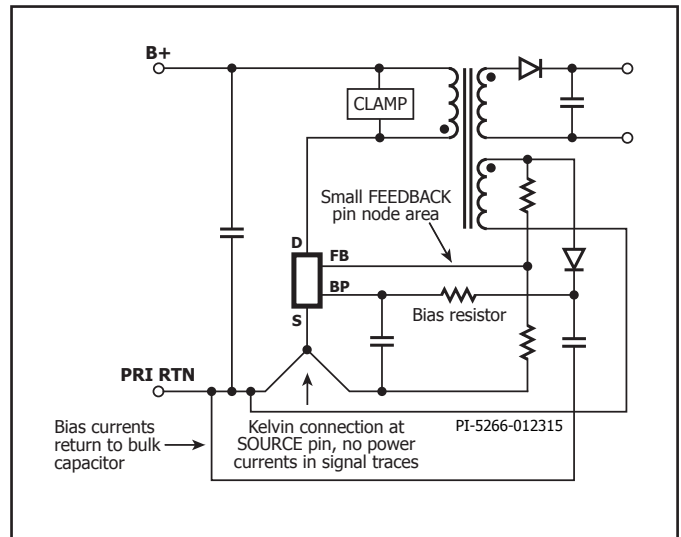 B+
CLAMP
Small FEEDBACK
pin node area
D
FB
BP
S
Bias resistor
PRI RTN
Bias currents
return to bulk
capacitor
Kelvin connection at
SOURCE pin, no power
currents in signal traces
PI-5266-012315